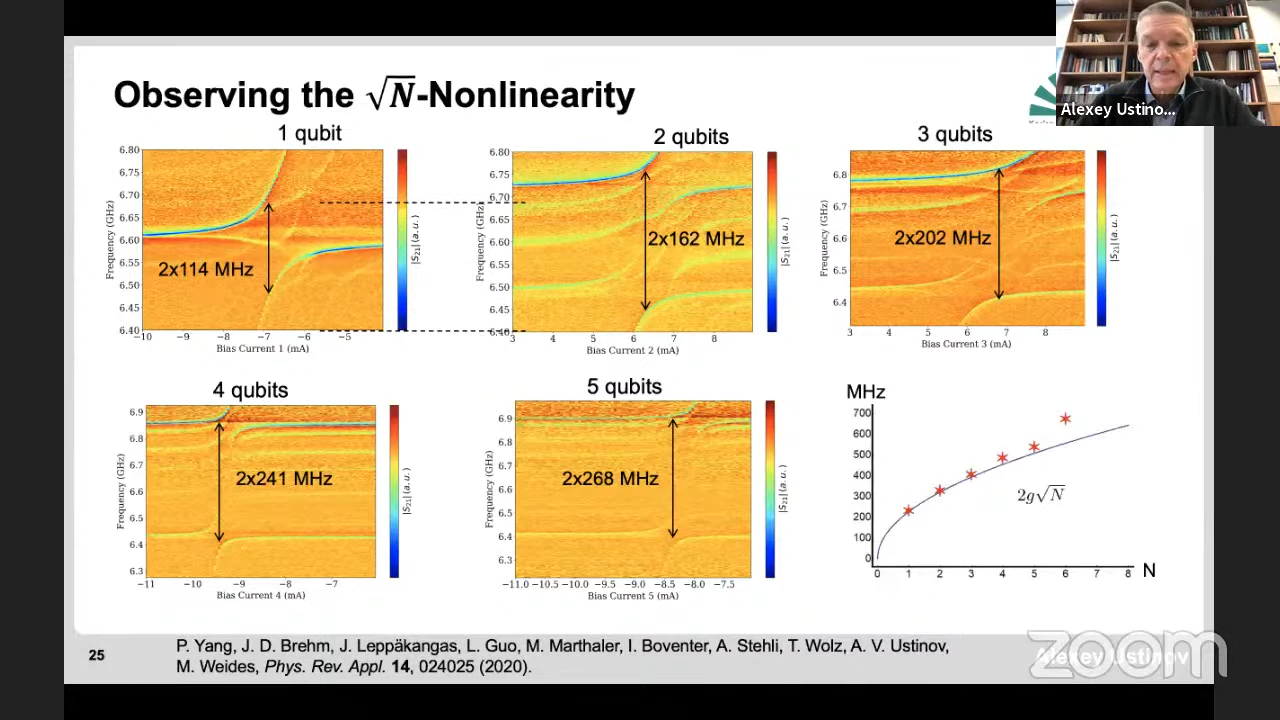 Observing the √N-Nonlinearity
Alexey Ustino...
1 qubit
6.80
6.75
6.70
6.65
6.60
6.55
6.50
6.45
6.40
Frequency (GHz)
2x114 MHz
−10 −9 −8 −7 −6 −5
Bias Current 1 (mA)
|S21| (a.u.)
2 qubits
6.80
6.75
6.70
6.65
6.60
6.55
6.50
6.45
6.40
Frequency (GHz)
2x162 MHz
3 4 5 6 7 8
Bias Current 2 (mA)
|S21| (a.u.)
3 qubits
6.8
6.7
6.6
6.5
6.4
Frequency (GHz)
2x202 MHz
3 4 5 6 7 8
Bias Current 3 (mA)
|S21| (a.u.)
4 qubits
6.9
6.8
6.7
6.6
6.5
6.4
6.3
Frequency (GHz)
2x241 MHz
−11 −10 −9 −8 −7
Bias Current 4 (mA)
|S21| (a.u.)
5 qubits
6.9
6.8
6.7
6.6
6.5
6.4
6.3
Frequency (GHz)
2x268 MHz
−11.0 −10.5 −10.0 −9.5 −9.0 −8.5 −8.0 −7.5
Bias Current 5 (mA)
|S21| (a.u.)
MHz
700
600
500
400
300
200
100
0
2g√N
0 1 2 3 4 5 6 7 8 N
25
P. Yang, J. D. Brehm, J. Leppäkangas, L. Guo, M. Marthaler, I. Boventer, A. Stehli, T. Wolz, A. V. Ustinov,
M. Weides, Phys. Rev. Appl. 14, 024025 (2020).
Alexey Ustinov
zoom